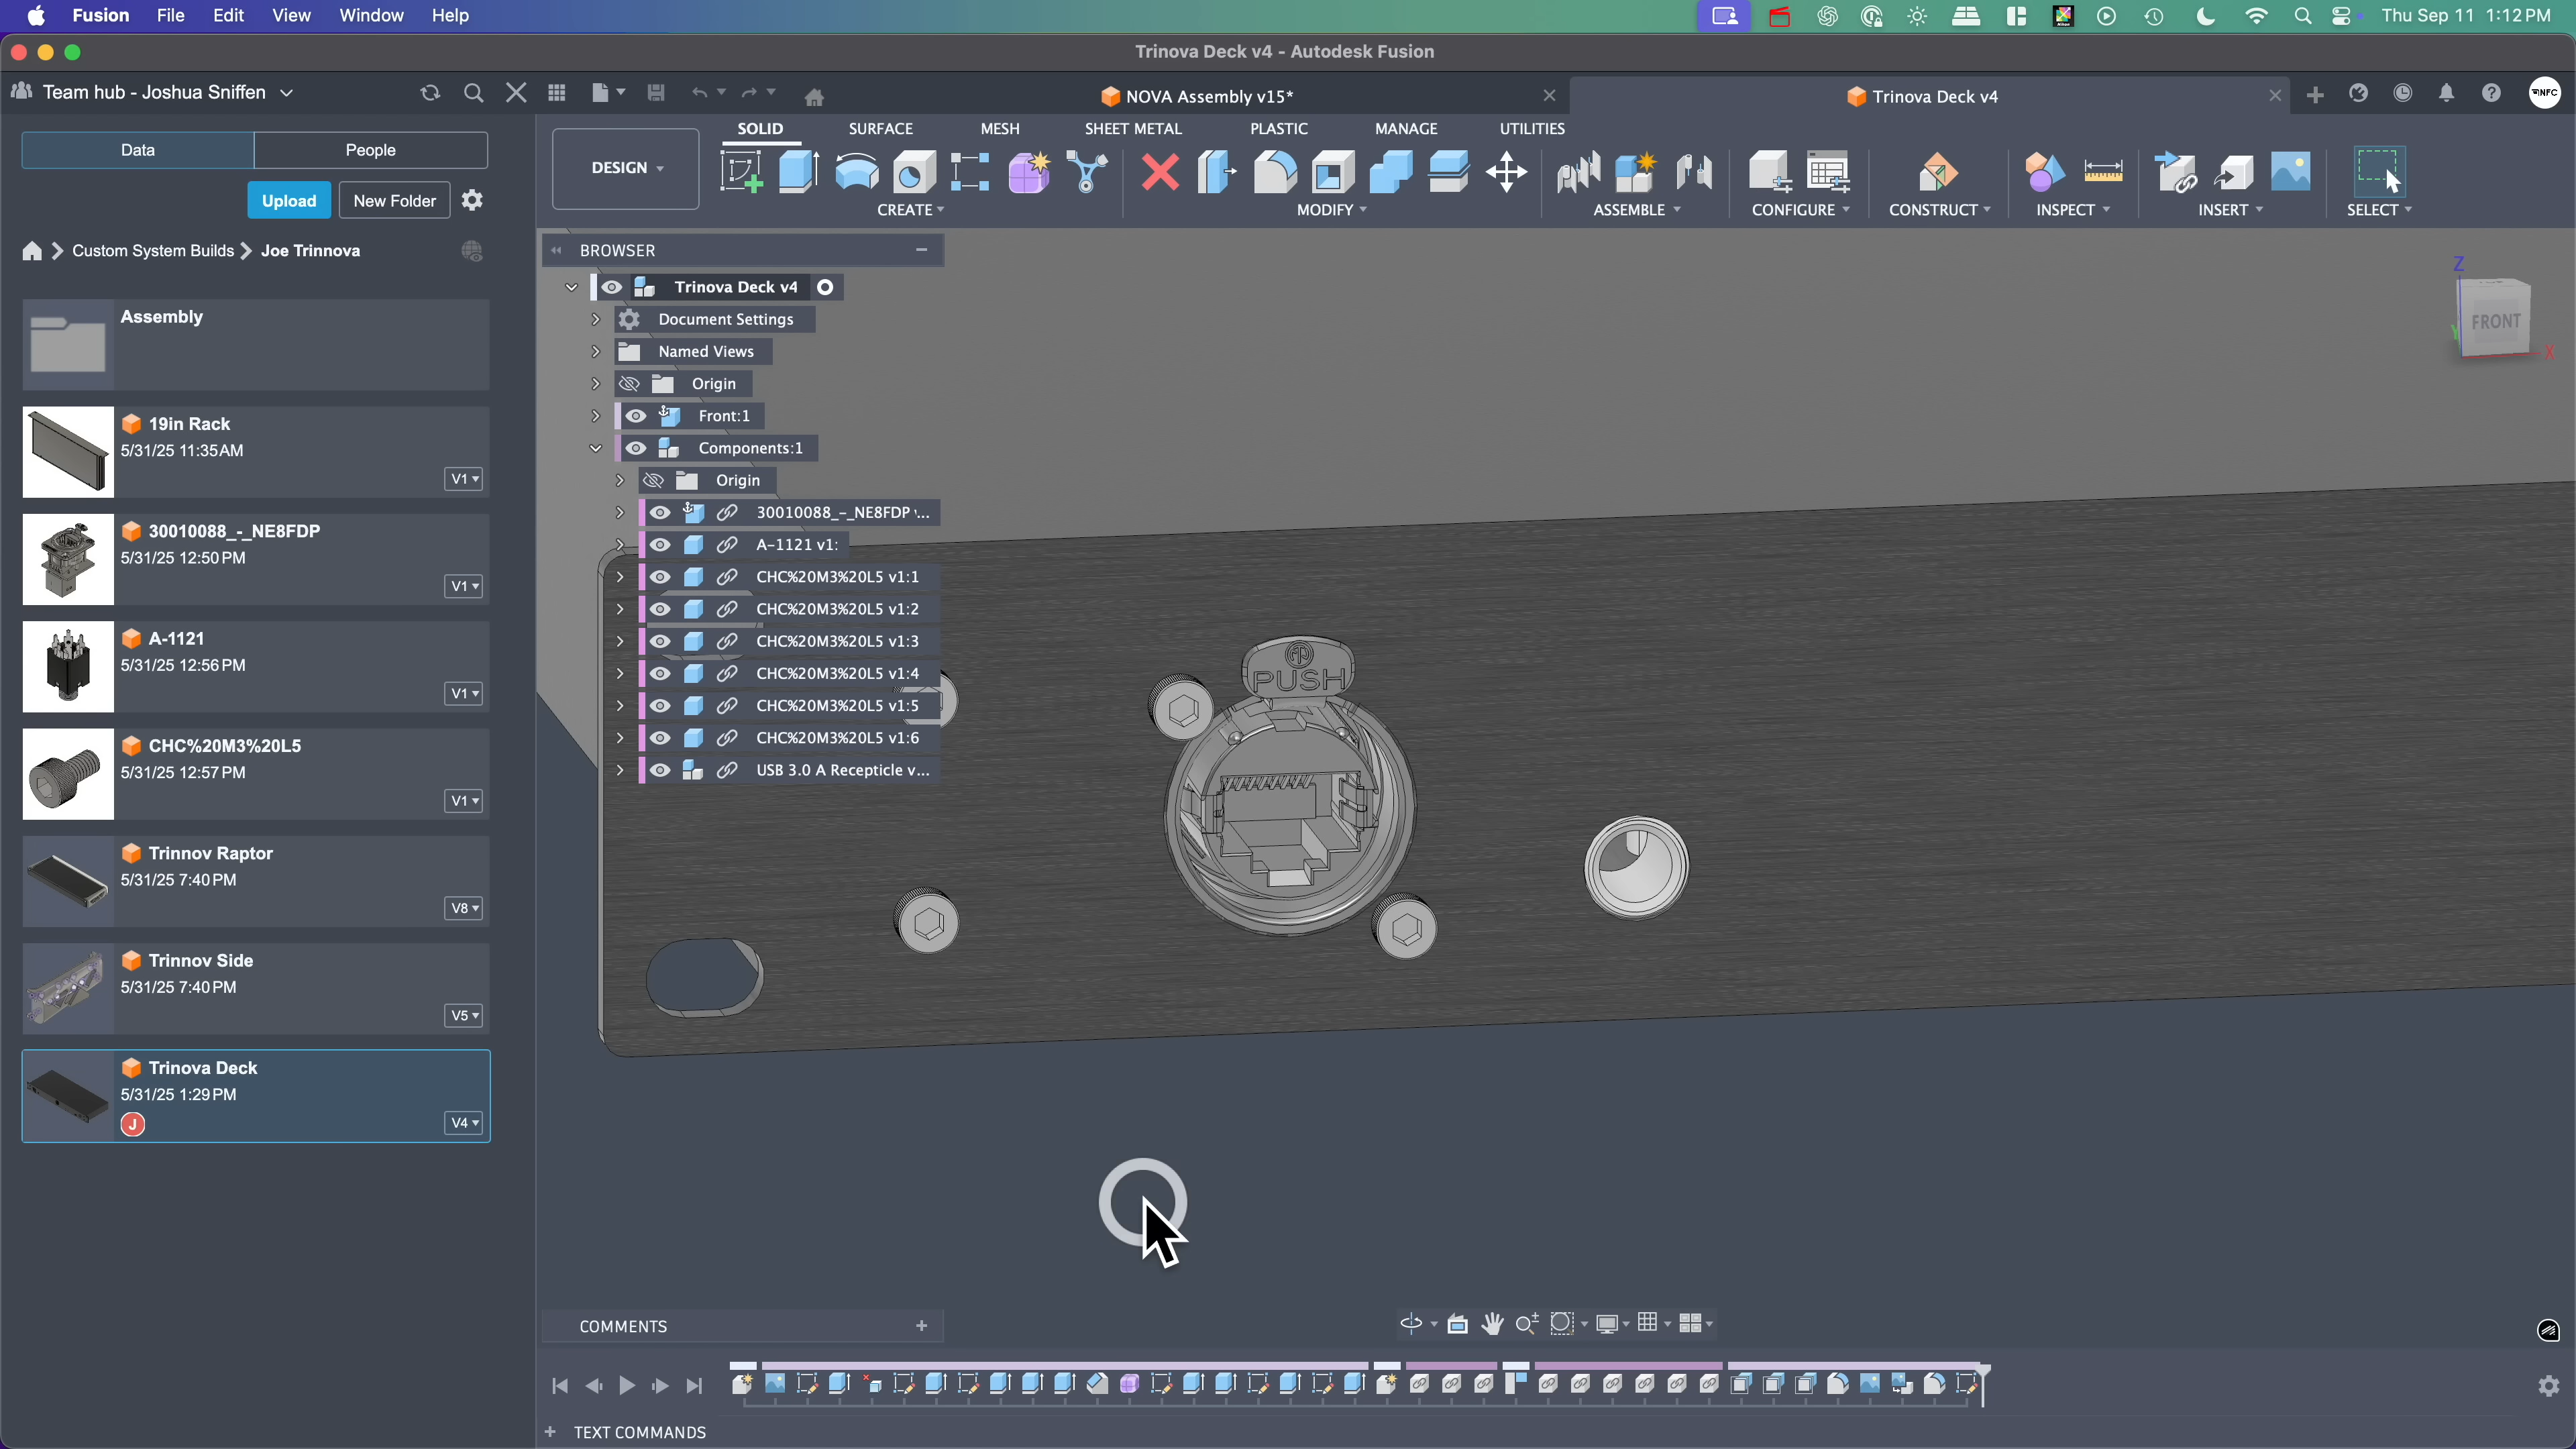 Fusion File Edit View Window Help Thu Sep 11 1:12 PM
Trinova Deck v4 - Autodesk Fusion
Team hub - Joshua Sniffen
NOVA Assembly v15*
Trinova Deck v4
NFC
Data
People
Upload
New Folder
Custom System Builds
Joe Trinnova
Assembly
19in Rack
5/31/25 11:35 AM
V1
30010088_-_NE8FDP
5/31/25 12:50 PM
V1
A-1121
5/31/25 12:56 PM
V1
CHC%20M3%20L5
5/31/25 12:57 PM
V1
Trinnov Raptor
5/31/25 7:40 PM
V8
Trinnov Side
5/31/25 7:40 PM
V5
Trinova Deck
5/31/25 1:29 PM
J
V4
DESIGN
SOLID SURFACE MESH SHEET METAL PLASTIC MANAGE UTILITIES
CREATE MODIFY ASSEMBLE CONFIGURE CONSTRUCT INSPECT INSERT SELECT
BROWSER
Trinova Deck v4
Document Settings
Named Views
Origin
Front:1
Components:1
Origin
30010088_-_NE8FDP v...
A-1121 v1:
CHC%20M3%20L5 v1:1
CHC%20M3%20L5 v1:2
CHC%20M3%20L5 v1:3
CHC%20M3%20L5 v1:4
CHC%20M3%20L5 v1:5
CHC%20M3%20L5 v1:6
USB 3.0 A Recepticle v...
Z
FRONT
Y
X
PUSH
COMMENTS
TEXT COMMANDS